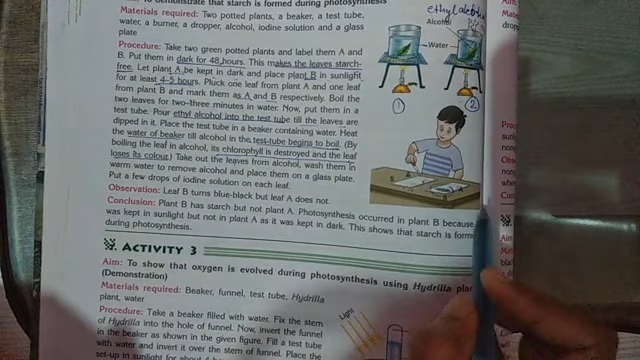 to demonstrate that starch is formed during photosynthesis
Materials required: Two potted plants, a beaker, a test tube,
water, a burner, a dropper, alcohol, iodine solution and a glass
plate
Procedure: Take two green potted plants and label them A and
B. Put them in dark for 48 hours. This makes the leaves starch-
free. Let plant A be kept in dark and place plant B in sunlight
for at least 4-5 hours. Pluck one leaf from plant A and one leaf
from plant B and mark them as A and B respectively. Boil the
two leaves for two–three minutes in water. Now, put them in a
test tube. Pour ethyl alcohol into the test tube till the leaves are
dipped in it. Place the test tube in a beaker containing water. Heat
the water of beaker till alcohol in the test-tube begins to boil. (By
boiling the leaf in alcohol, its chlorophyll is destroyed and the leaf
loses its colour.) Take out the leaves from alcohol, wash them in
warm water to remove alcohol and place them on a glass plate.
Put a few drops of iodine solution on each leaf.
Observation: Leaf B turns blue-black but leaf A does not.
Conclusion: Plant B has starch but not plant A. Photosynthesis occurred in plant B because
was kept in sunlight but not in plant A as it was kept in dark. This shows that starch is
during photosynthesis.
ethyl
Alcohol
Water
1
2
ACTIVITY 3
Aim: To show that oxygen is evolved during photosynthesis using Hydrilla
(Demonstration)
Materials required: Beaker, funnel, test tube, Hydrilla
plant, water
Procedure: Take a beaker filled with water. Fix the stem
of Hydrilla into the hole of funnel. Now, invert the funnel
in the beaker as shown in the given figure. Fill a test tube
with water and invert it over the stem of funnel. Place the
set-up in sunlight for about
Light